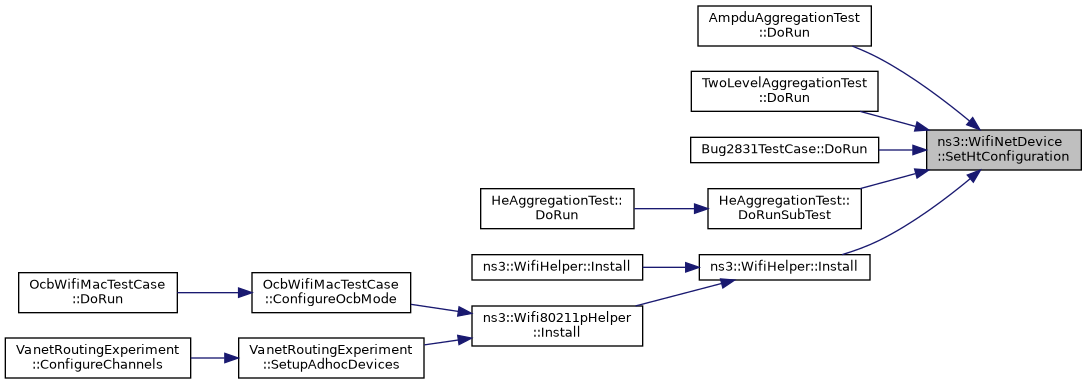 AmpduAggregationTest
::DoRun
TwoLevelAggregationTest
::DoRun
ns3::WifiNetDevice
::SetHtConfiguration
Bug2831TestCase::DoRun
HeAggregationTest::
DoRun
HeAggregationTest::
DoRunSubTest
ns3::WifiHelper::Install
ns3::WifiHelper::Install
OcbWifiMacTestCase
::DoRun
OcbWifiMacTestCase
::ConfigureOcbMode
ns3::Wifi80211pHelper
::Install
VanetRoutingExperiment
::ConfigureChannels
VanetRoutingExperiment
::SetupAdhocDevices